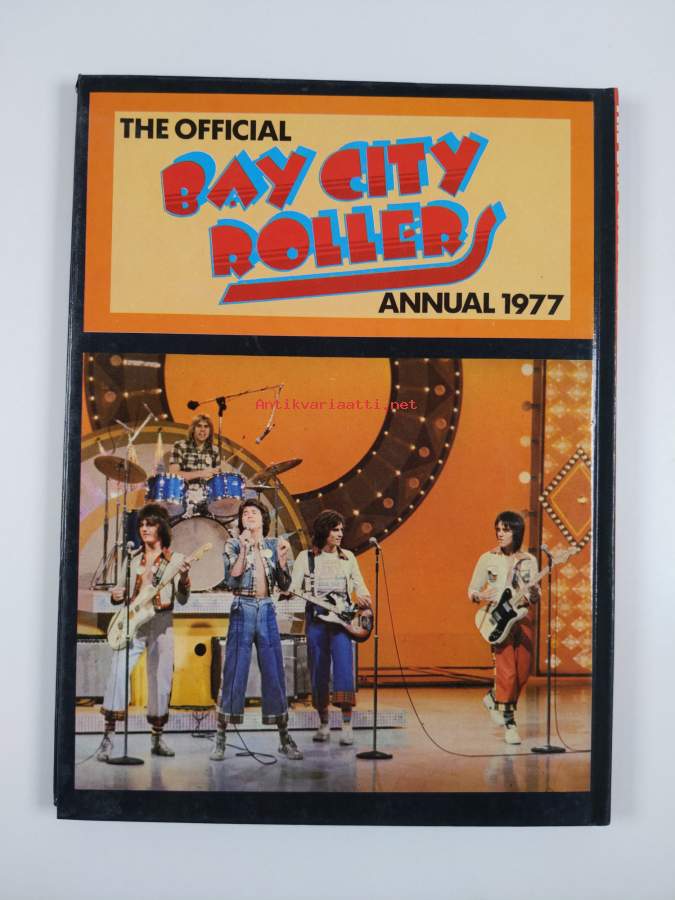 THE OFFICIAL
BAY CITY
ROLLERS
ANNUAL 1977
Antikvariaatti.net